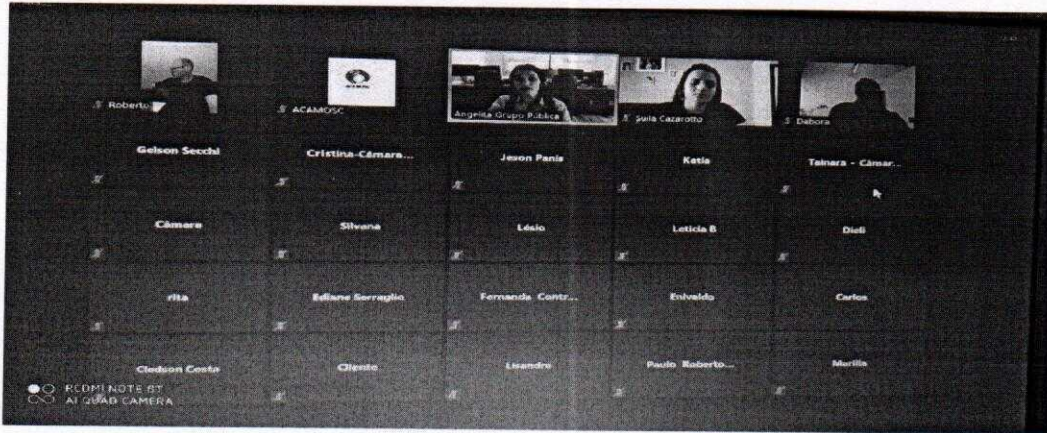 Roberto
ACAMOSC
Angelita Grupo Pública
Suila Cazarotto
Debora
Gelson Secchi
Cristina-Câmara...
Jexon Panis
Katia
Tainara - Câmar...
Câmara
Silvana
Lésio
Leticia B
Dieli
rita
Ediane Serraglio
Fernanda Contr...
Enivaldo
Carlos
Cledson Costa
Cliente
Lisandro
Paulo Roberto...
Marilia
REDMI NOTE 8T
AI QUAD CAMERA